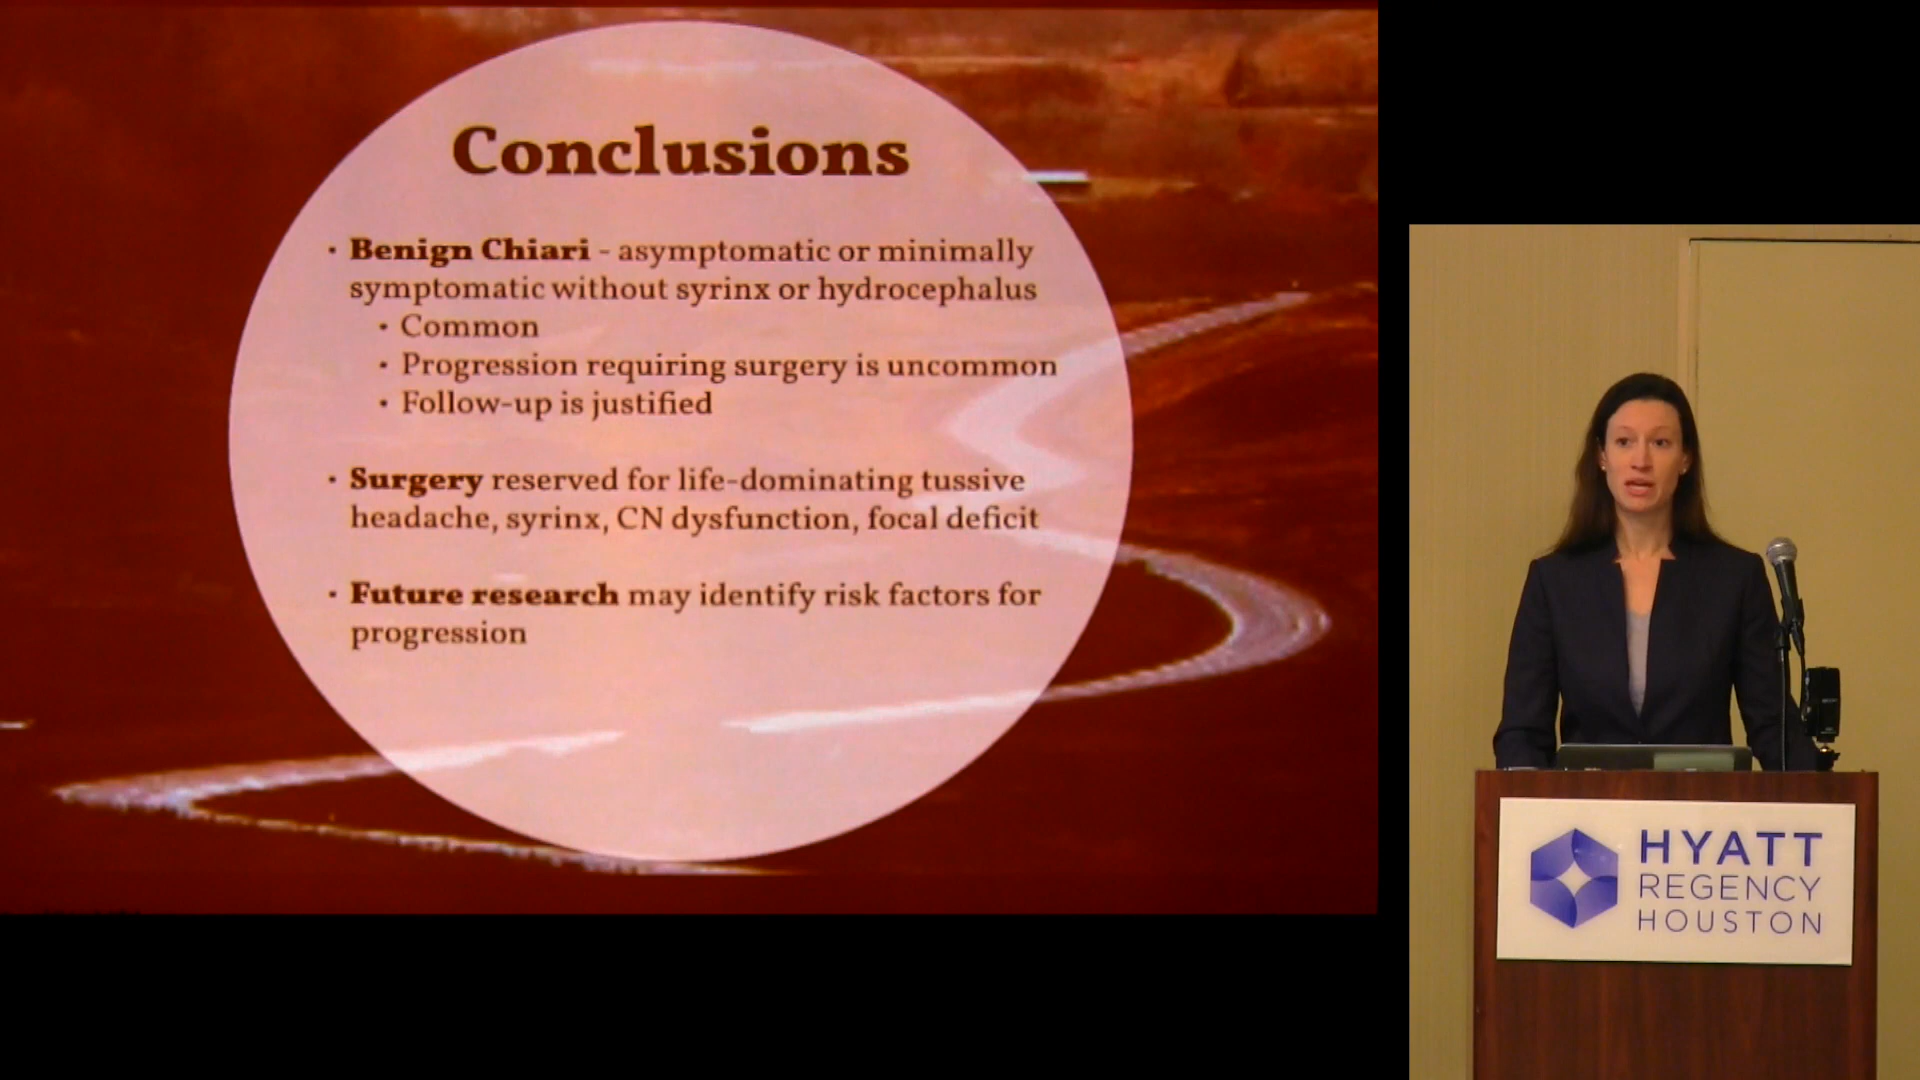 Conclusions
• Benign Chiari - asymptomatic or minimally
symptomatic without syrinx or hydrocephalus
• Common
• Progression requiring surgery is uncommon
• Follow-up is justified
• Surgery reserved for life-dominating tussive
headache, syrinx, CN dysfunction, focal deficit
• Future research may identify risk factors for
progression
HYATT
REGENCY
HOUSTON